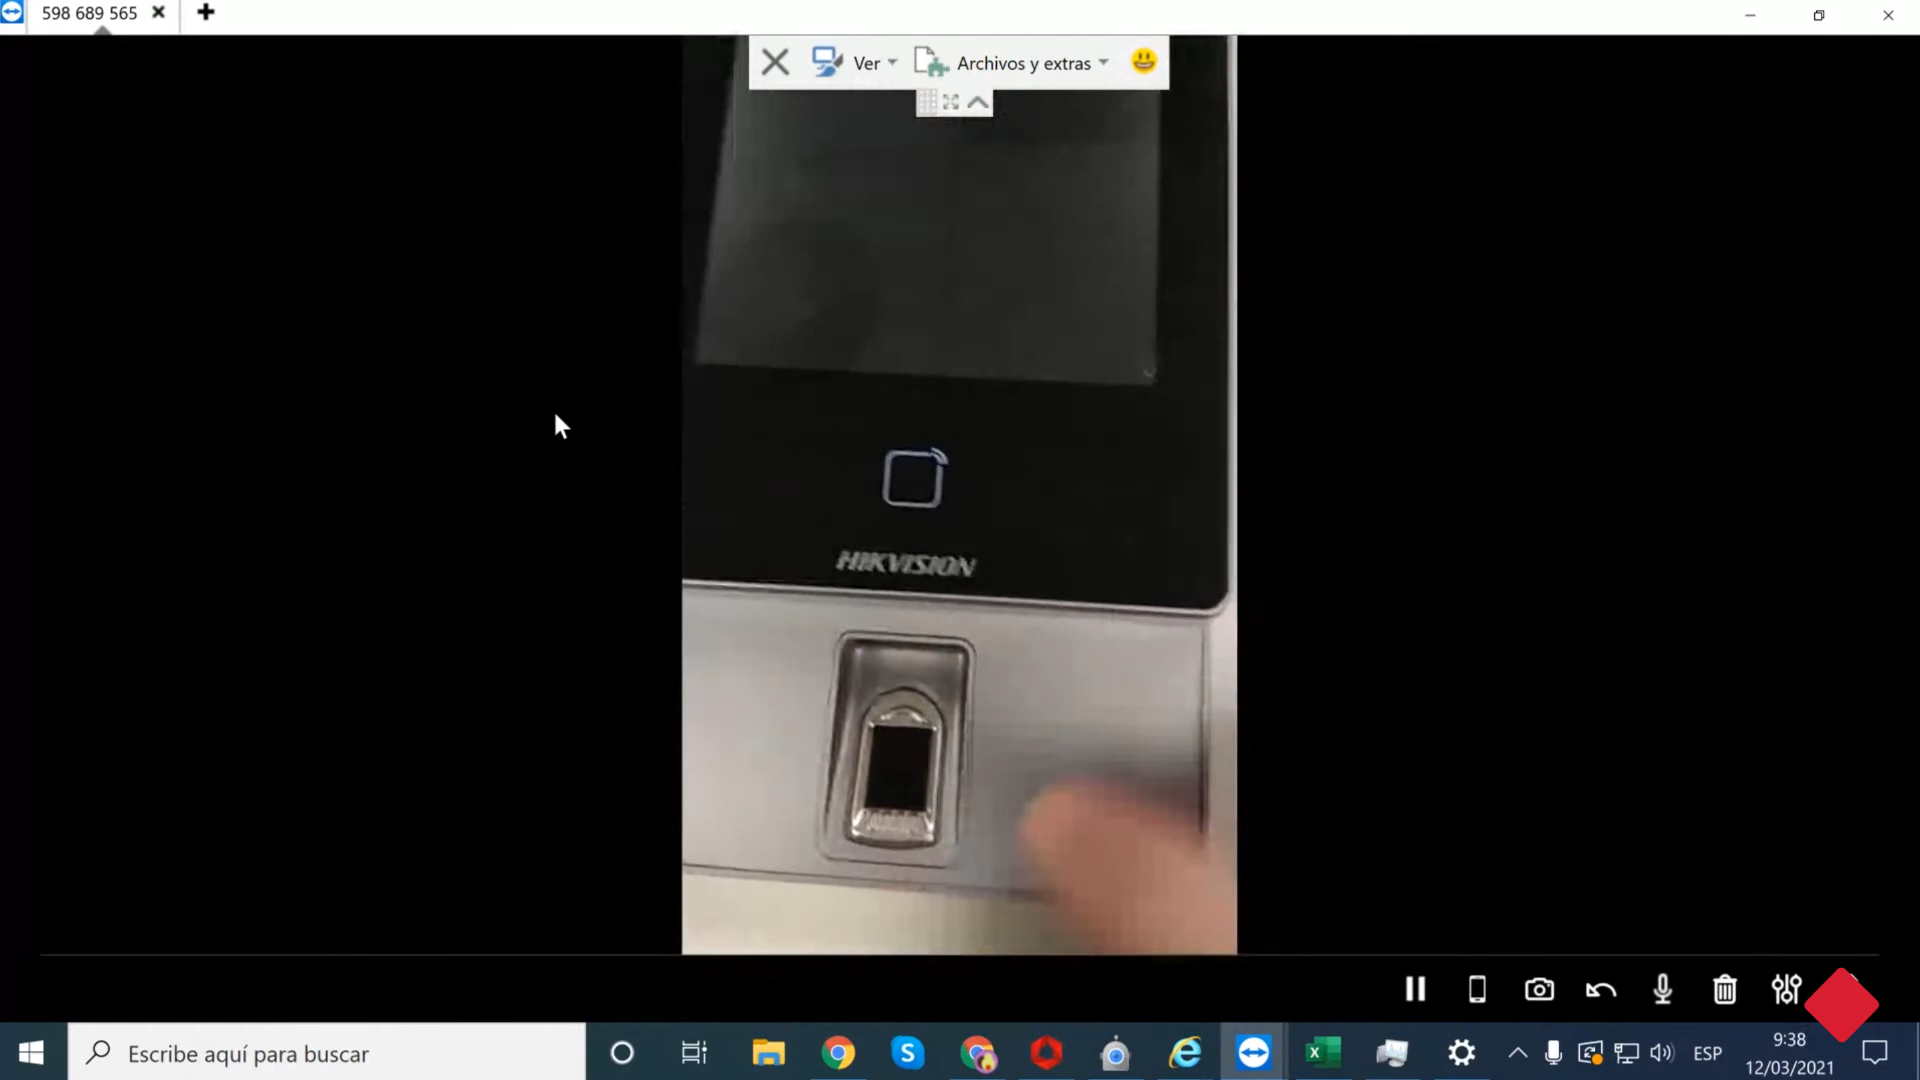 598 689 565
Ver
Archivos y extras
HIKVISION
Escribe aquí para buscar
ESP
9:38
12/03/2021